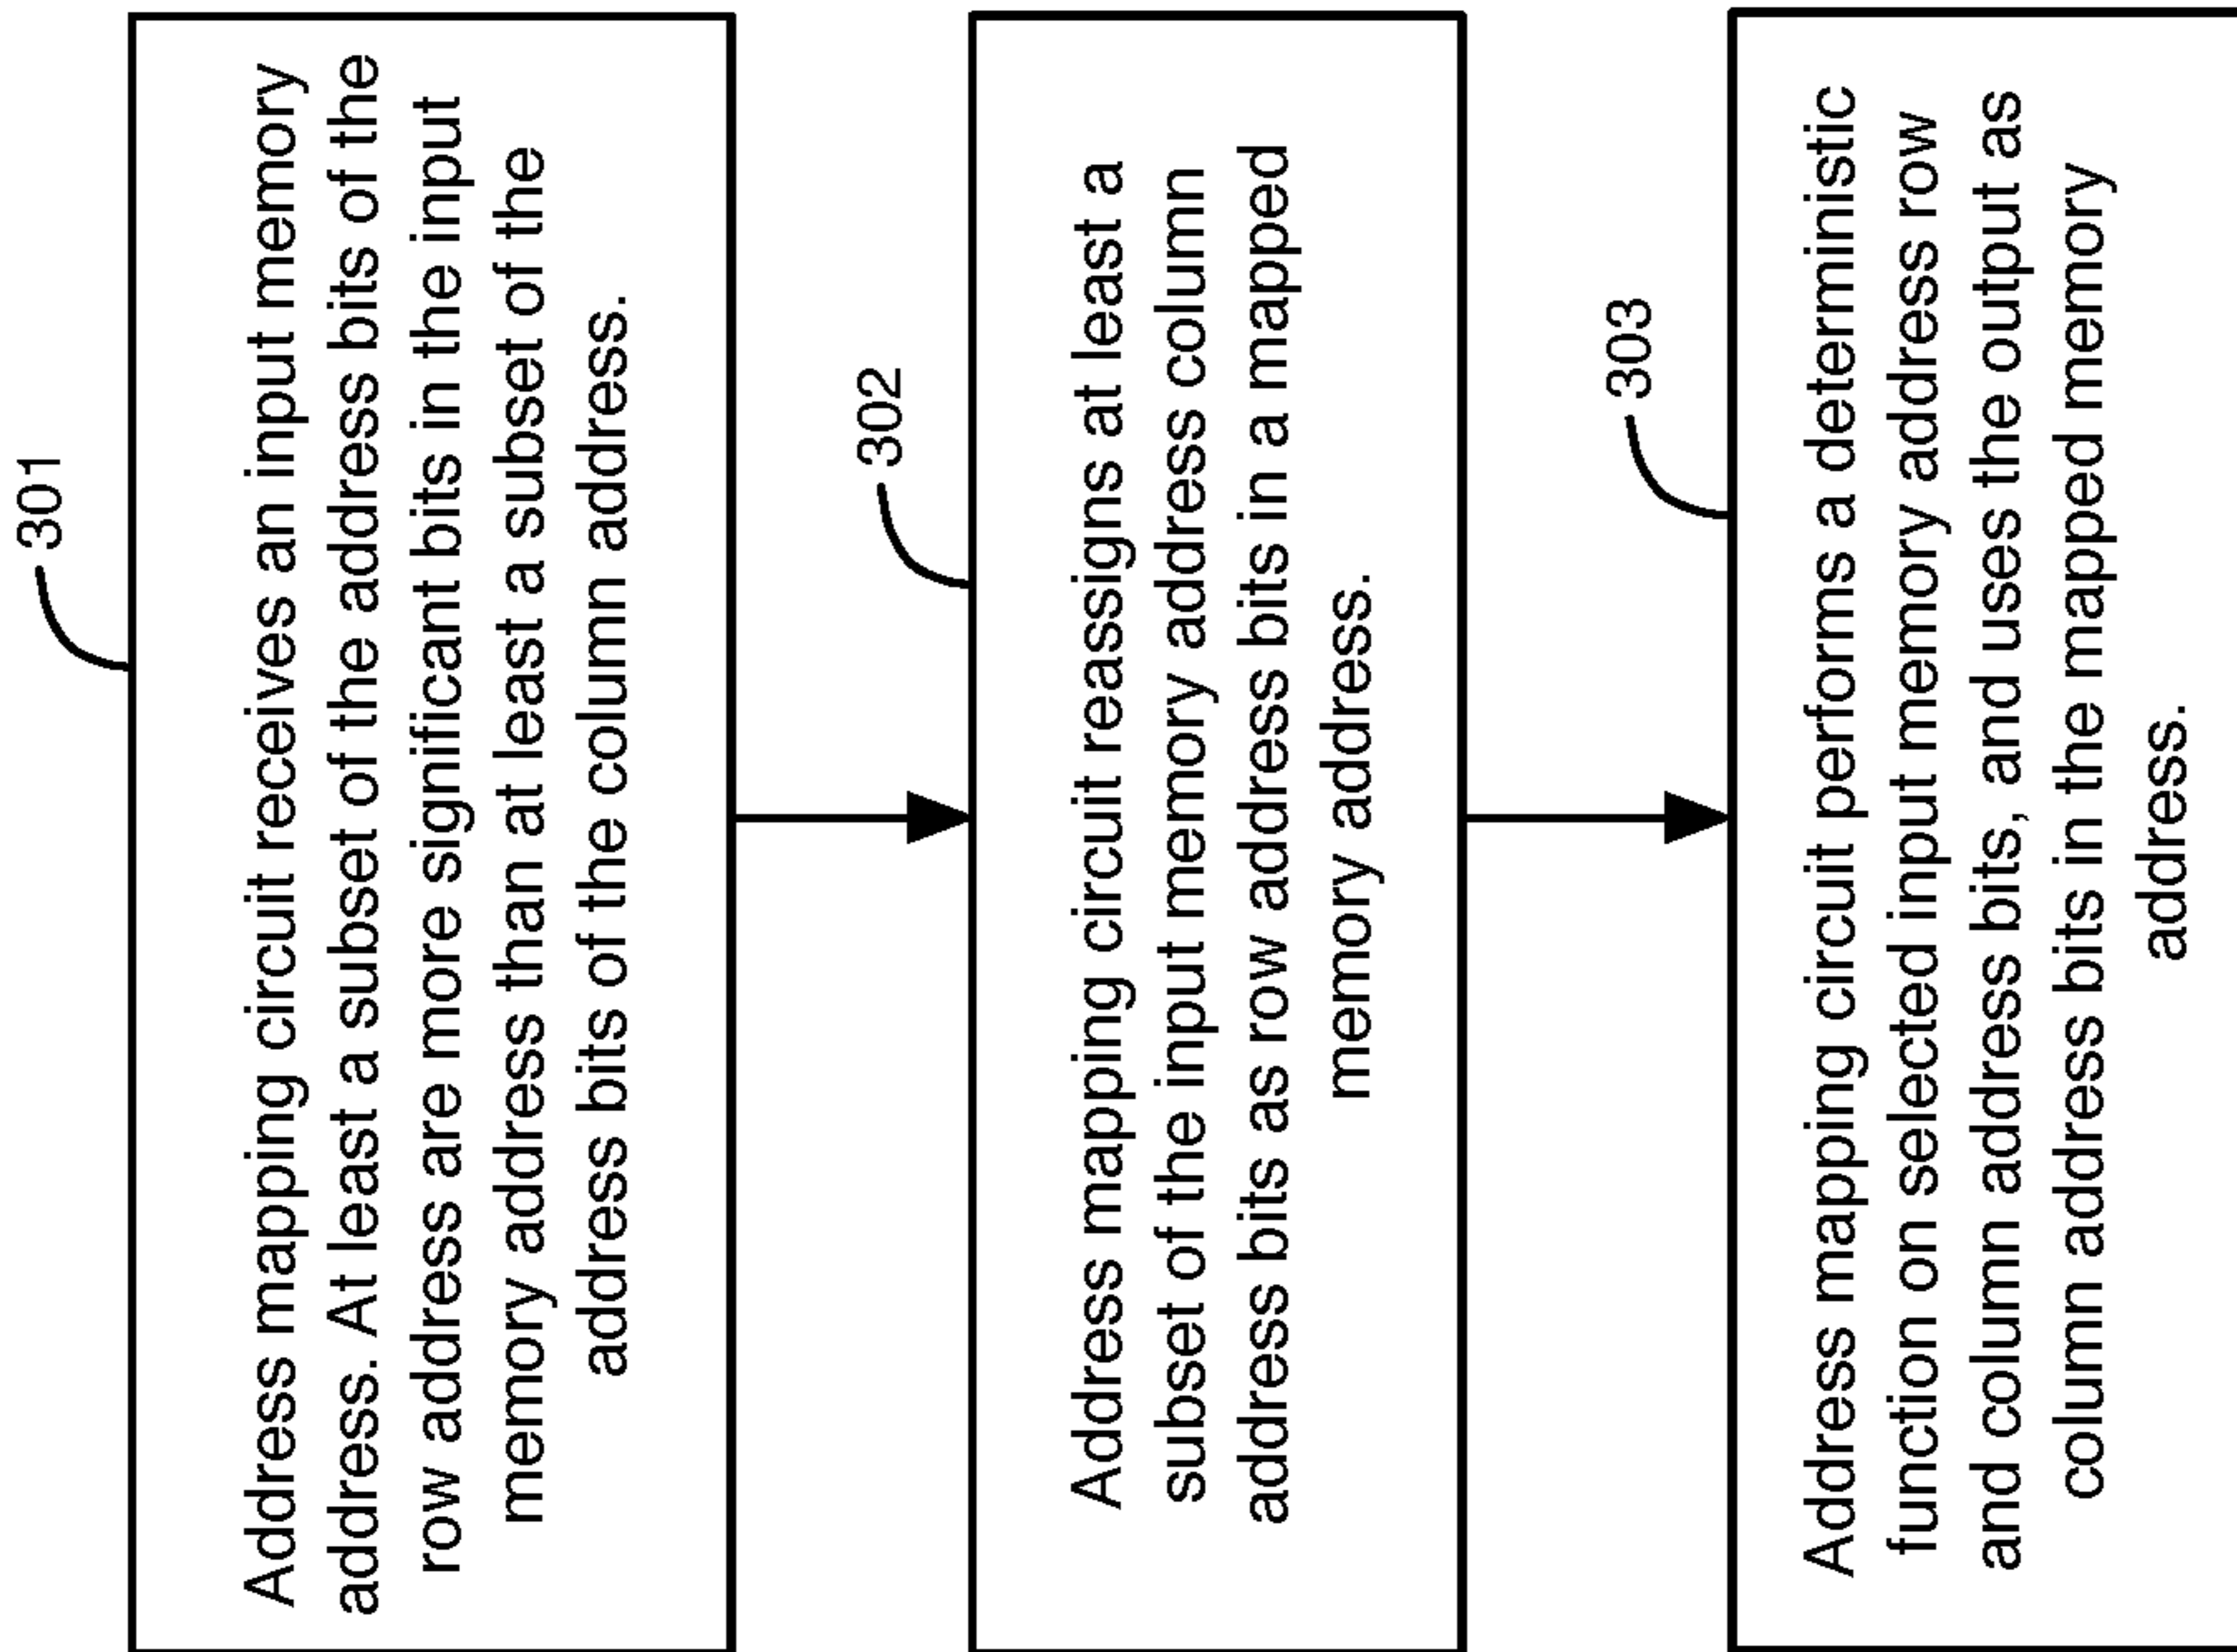 301
Address mapping circuit receives an input memory
address. At least a subset of the address bits of the
row address are more significant bits in the input
memory address than at least a subset of the
address bits of the column address.
302
Address mapping circuit reassigns at least a
subset of the input memory address column
address bits as row address bits in a mapped
memory address.
303
Address mapping circuit performs a deterministic
function on selected input memory address row
and column address bits, and uses the output as
column address bits in the mapped memory
address.